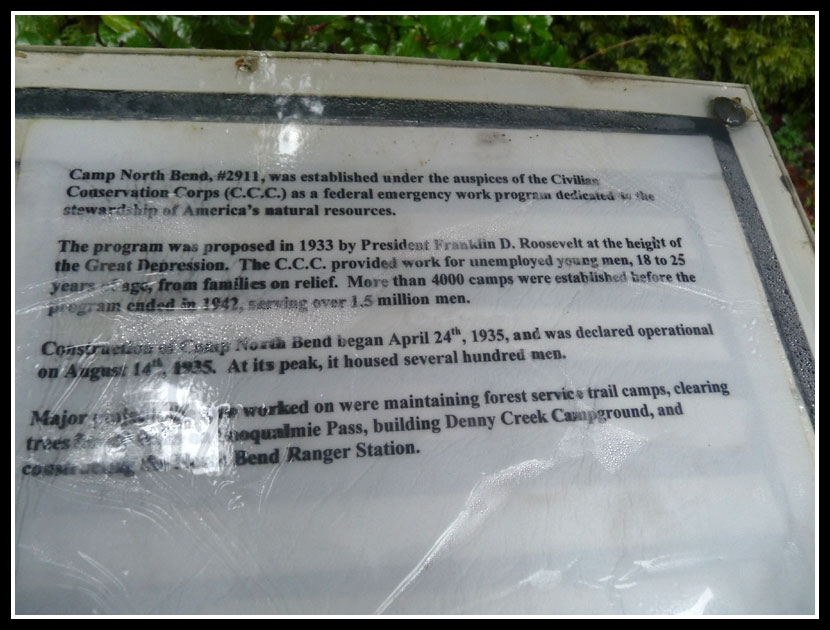 Camp North Bend, #2911, was established under the auspices of the Civilian
Conservation Corps (C.C.C.) as a federal emergency work program dedicated to the
stewardship of America's natural resources.
The program was proposed in 1933 by President Franklin D. Roosevelt at the height of
the Great Depression. The C.C.C. provided work for unemployed young men, 18 to 25
years of ago, from families on relief. More than 4000 camps were established before the
program ended in 1942, serving over 1.5 million men.
Construction of Camp North Bend began April 24th, 1935, and was declared operational
on August 14th, 1935. At its peak, it housed several hundred men.
Major worked on were maintaining forest service trail camps, clearing
trees Snoqualmie Pass, building Denny Creek Campground, and
constructing the Bend Ranger Station.